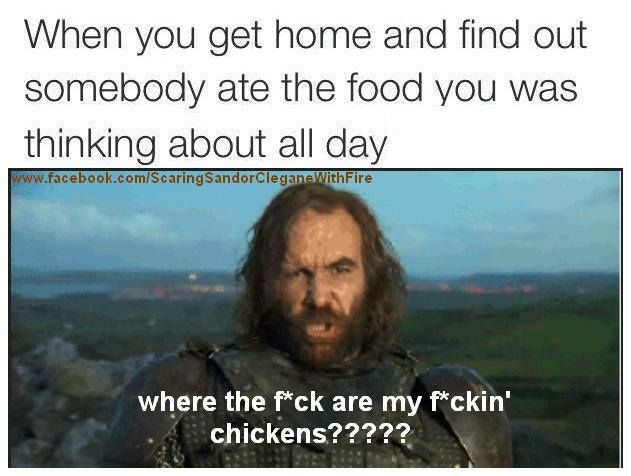 When you get home and find out
somebody ate the food you was
thinking about all day
www.facebook.com/ScaringSandorCleganeWithFire
where the f*ck are my f*ckin'
chickens?????